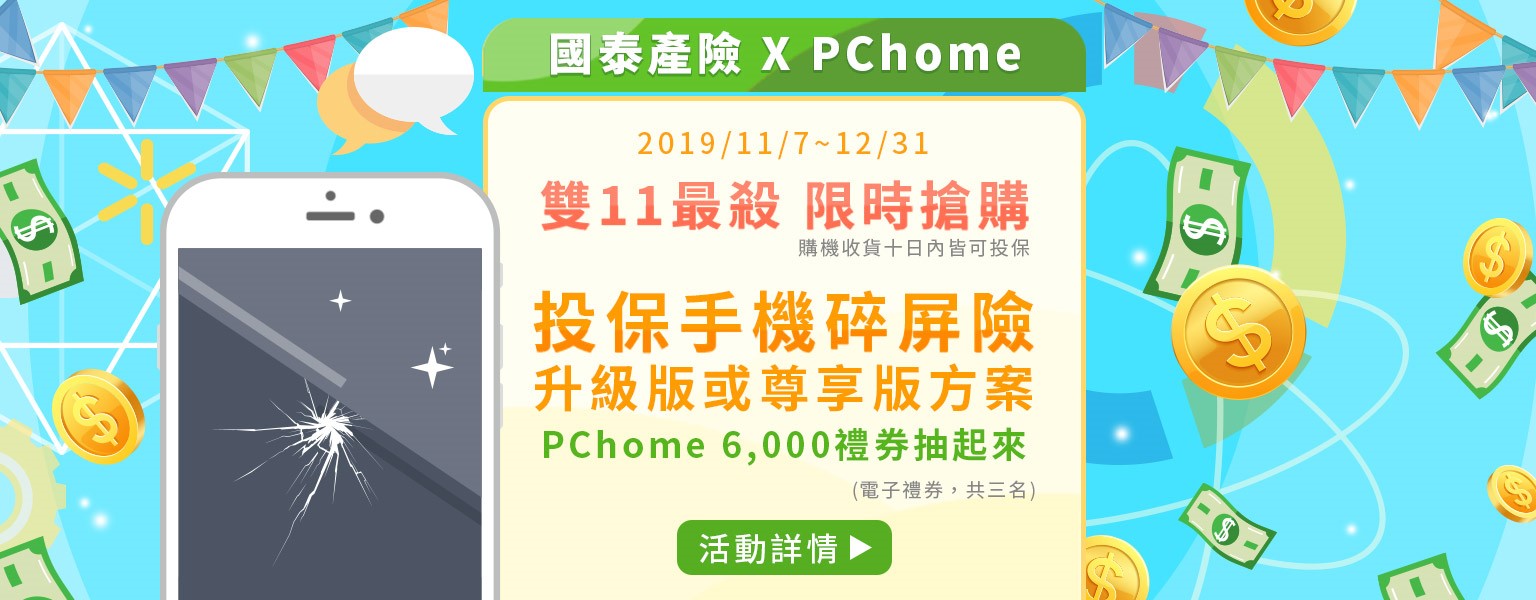 國泰產險 X PChome
2019/11/7~12/31
雙11最殺 限時搶購
購機收貨十日內皆可投保
投保手機碎屏險
升級版或尊享版方案
PChome 6,000禮券抽起來
(電子禮券，共三名)
活動詳情▶